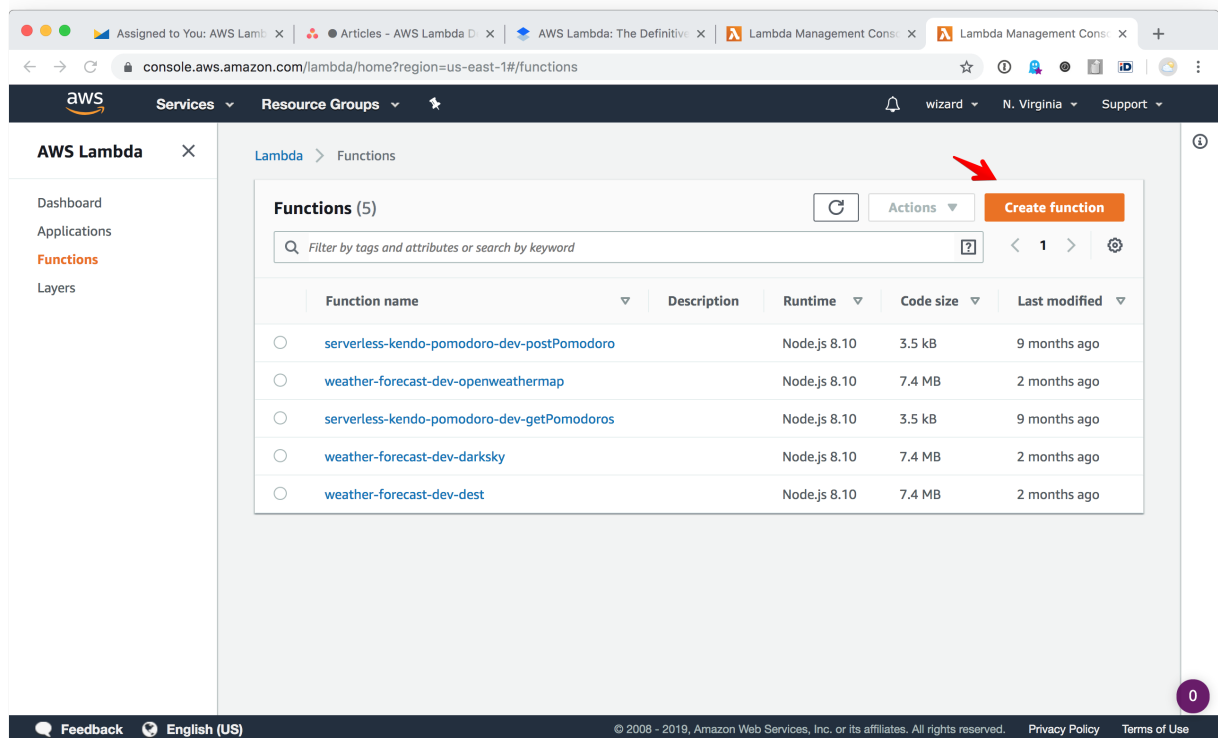 Assigned to You: AWS Lamb
Articles - AWS Lambda D
AWS Lambda: The Definitive
Lambda Management Conso
Lambda Management Conso
console.aws.amazon.com/lambda/home?region=us-east-1#/functions
iD
aws Services Resource Groups wizard N. Virginia Support
AWS Lambda
Dashboard
Applications
Functions
Layers
Lambda > Functions
Functions (5) Actions Create function
Filter by tags and attributes or search by keyword ? < 1 >
Function name Description Runtime Code size Last modified
serverless-kendo-pomodoro-dev-postPomodoro Node.js 8.10 3.5 kB 9 months ago
weather-forecast-dev-openweathermap Node.js 8.10 7.4 MB 2 months ago
serverless-kendo-pomodoro-dev-getPomodoros Node.js 8.10 3.5 kB 9 months ago
weather-forecast-dev-darksky Node.js 8.10 7.4 MB 2 months ago
weather-forecast-dev-dest Node.js 8.10 7.4 MB 2 months ago
0
Feedback English (US) © 2008 - 2019, Amazon Web Services, Inc. or its affiliates. All rights reserved. Privacy Policy Terms of Use